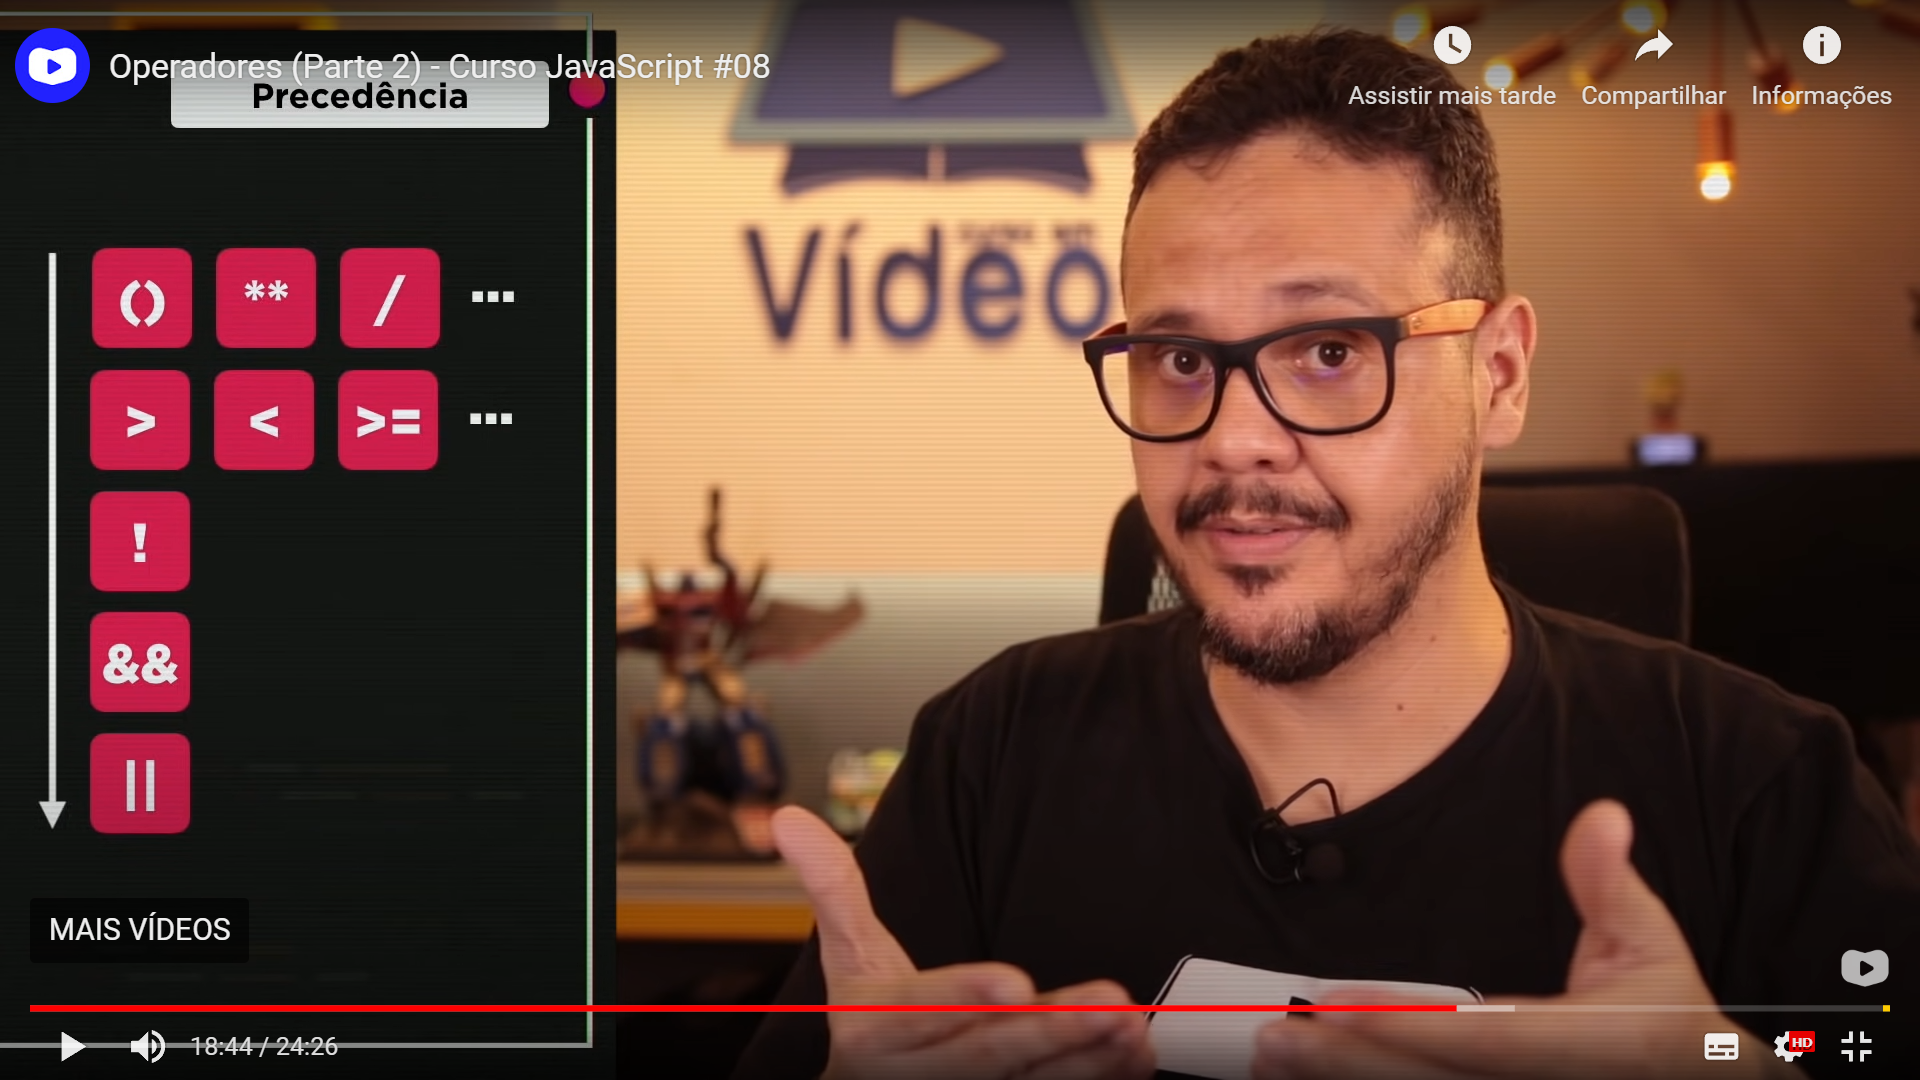 Operadores (Parte 2) - Curso JavaScript #08
Assistir mais tarde
Compartilhar
Informações
Precedência
Vídeo
() ** / ...
> < >= ...
!
&&
||
MAIS VÍDEOS
18:44 / 24:26
HD